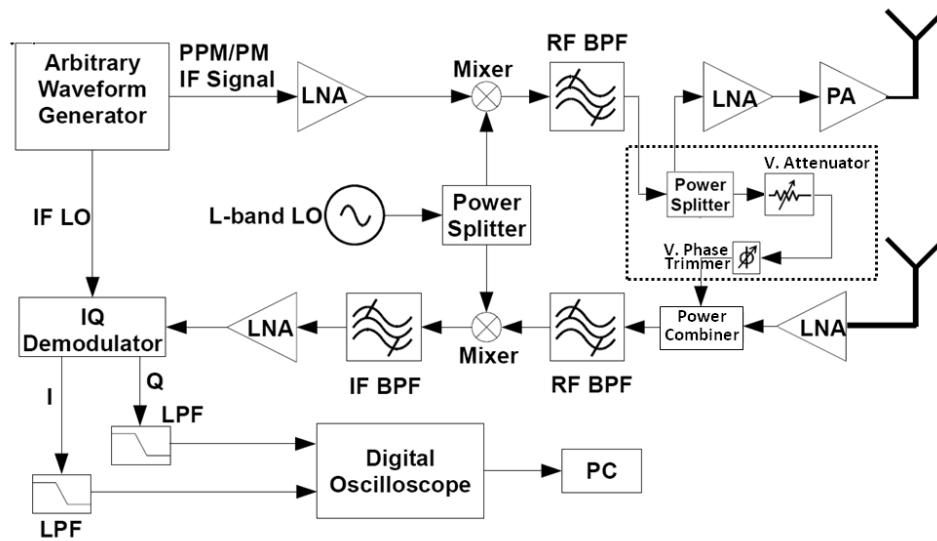 Arbitrary
Waveform
Generator
PPM/PM
IF Signal
LNA
Mixer
RF BPF
LNA
PA
V. Attenuator
Power
Splitter
V. Phase
Trimmer
IF LO
L-band LO
Power
Splitter
IQ
Demodulator
LNA
IF BPF
Mixer
RF BPF
Power
Combiner
LNA
I
Q
LPF
LPF
Digital
Oscilloscope
PC